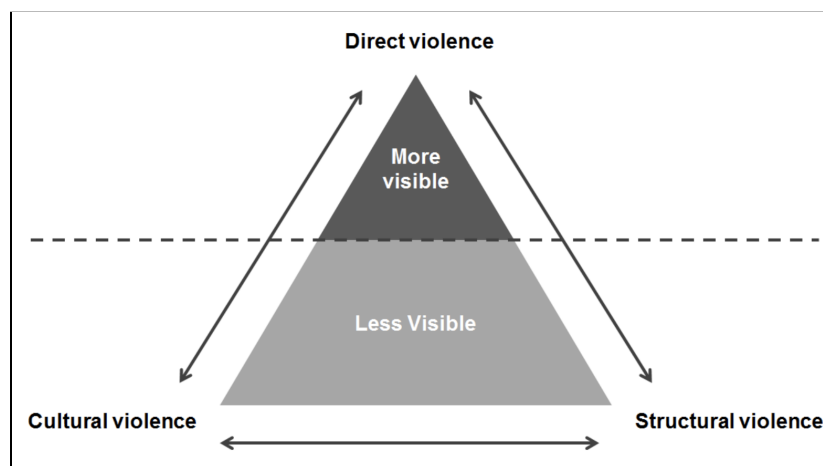 Direct violence
More
visible
Less Visible
Cultural violence
Structural violence